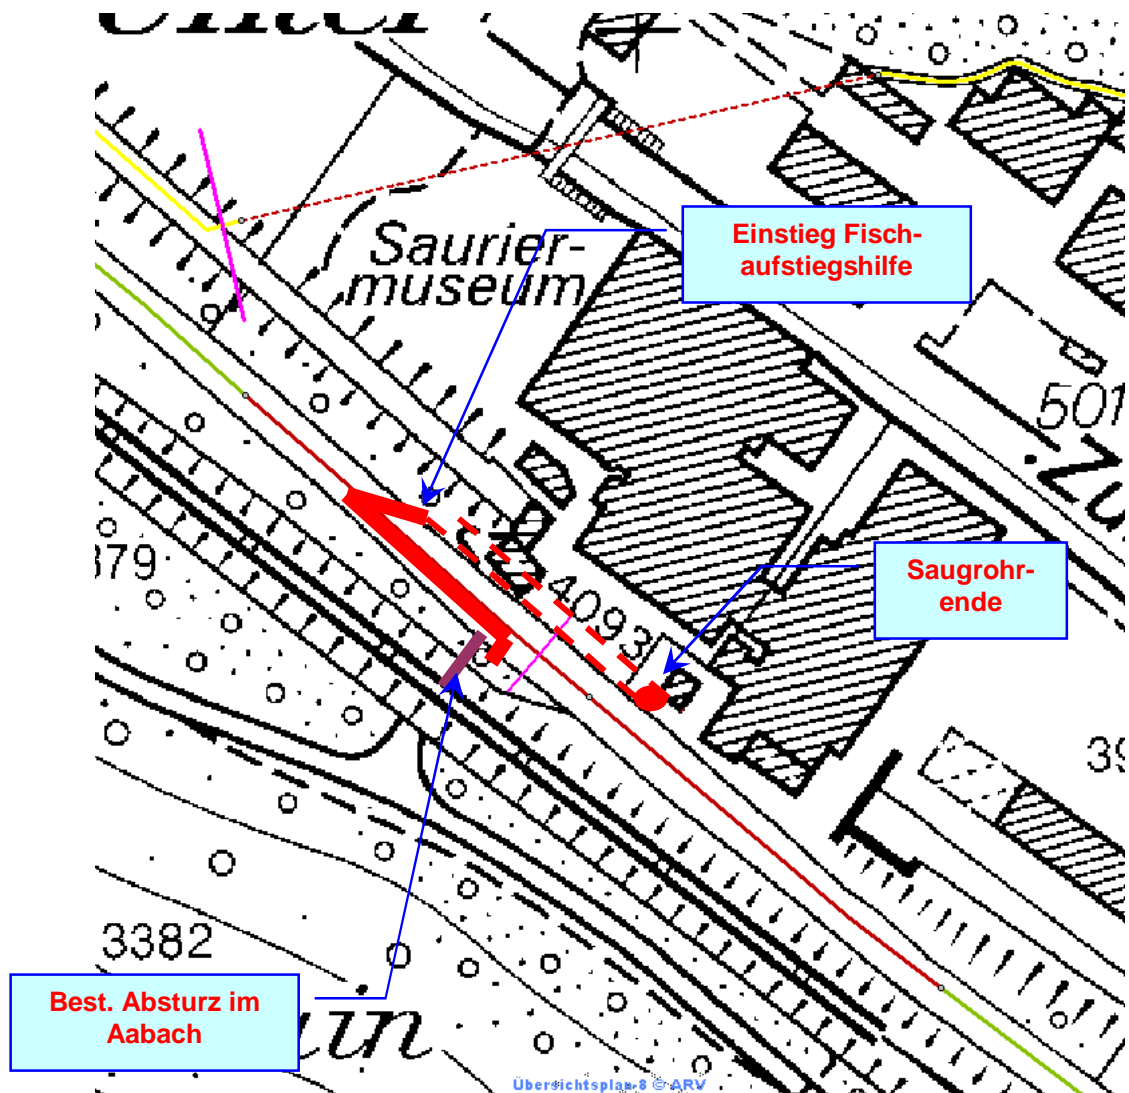 Saurier-
museum
Einstieg Fisch-
aufstiegshilfe
501
.Zu
379
4093
Saugrohr-
ende
39
3382
Best. Absturz im
Aabach
Übersichtsplan-8 © ARV